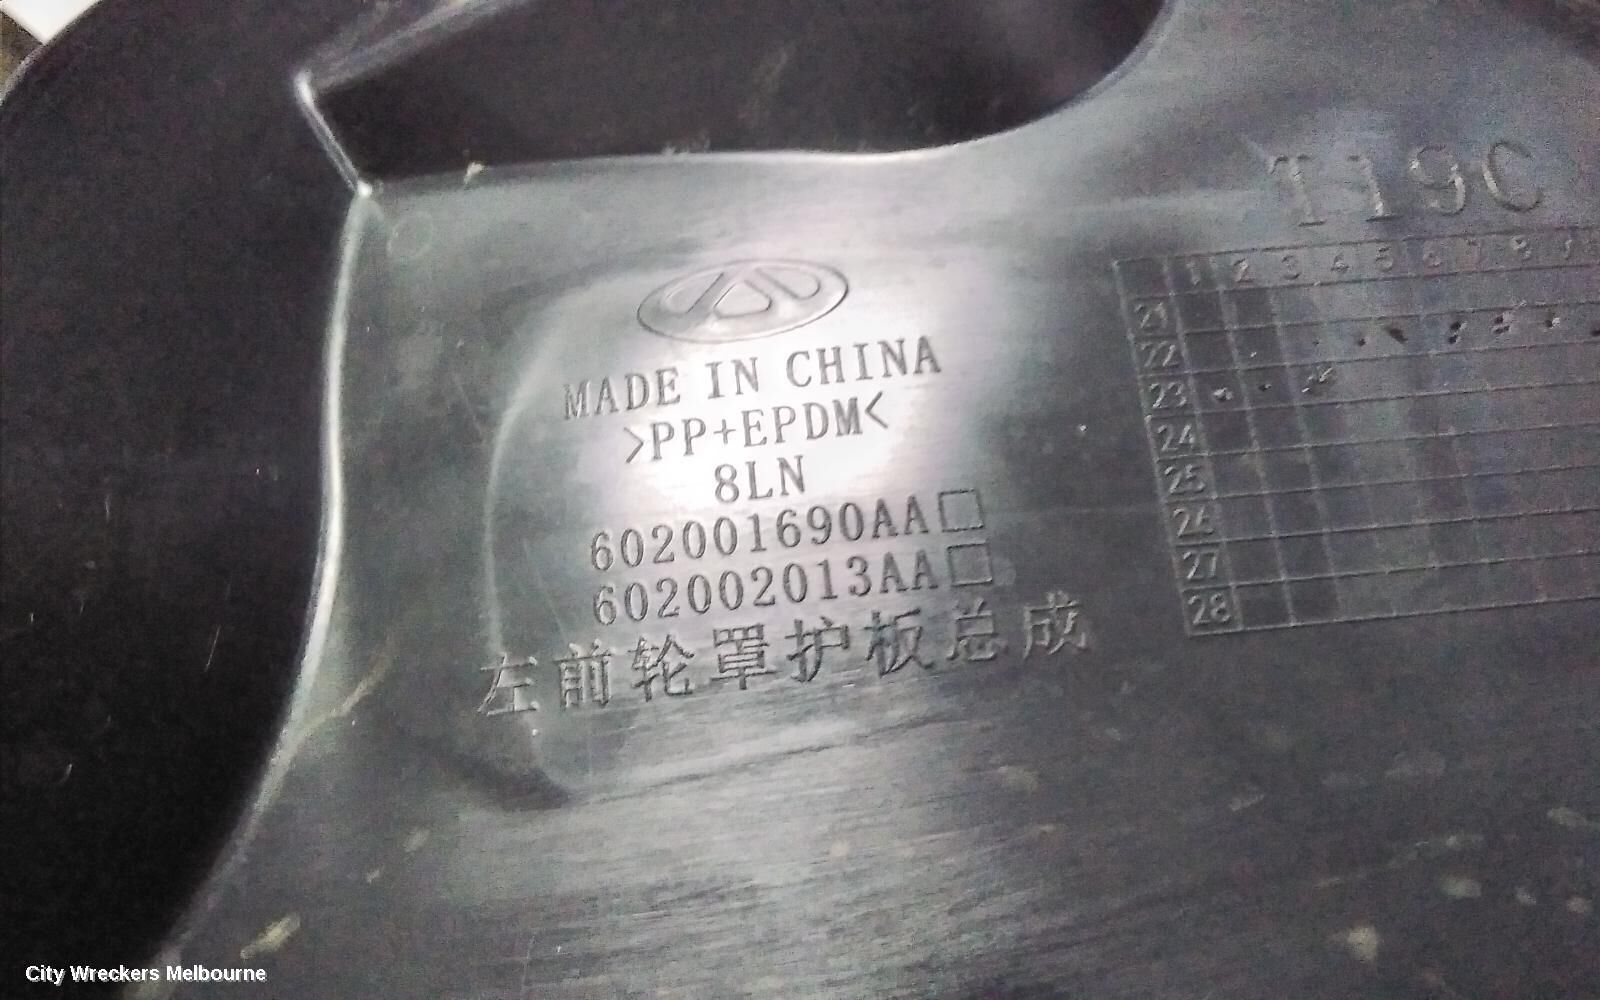 T19C
MADE IN CHINA
>PP+EPDM<
8LN
602001690AA□
602002013AA□
左前轮罩护板总成
1 2 3 4 5 6 7 8 9
21
22
23
24
25
26
27
28
City Wreckers Melbourne